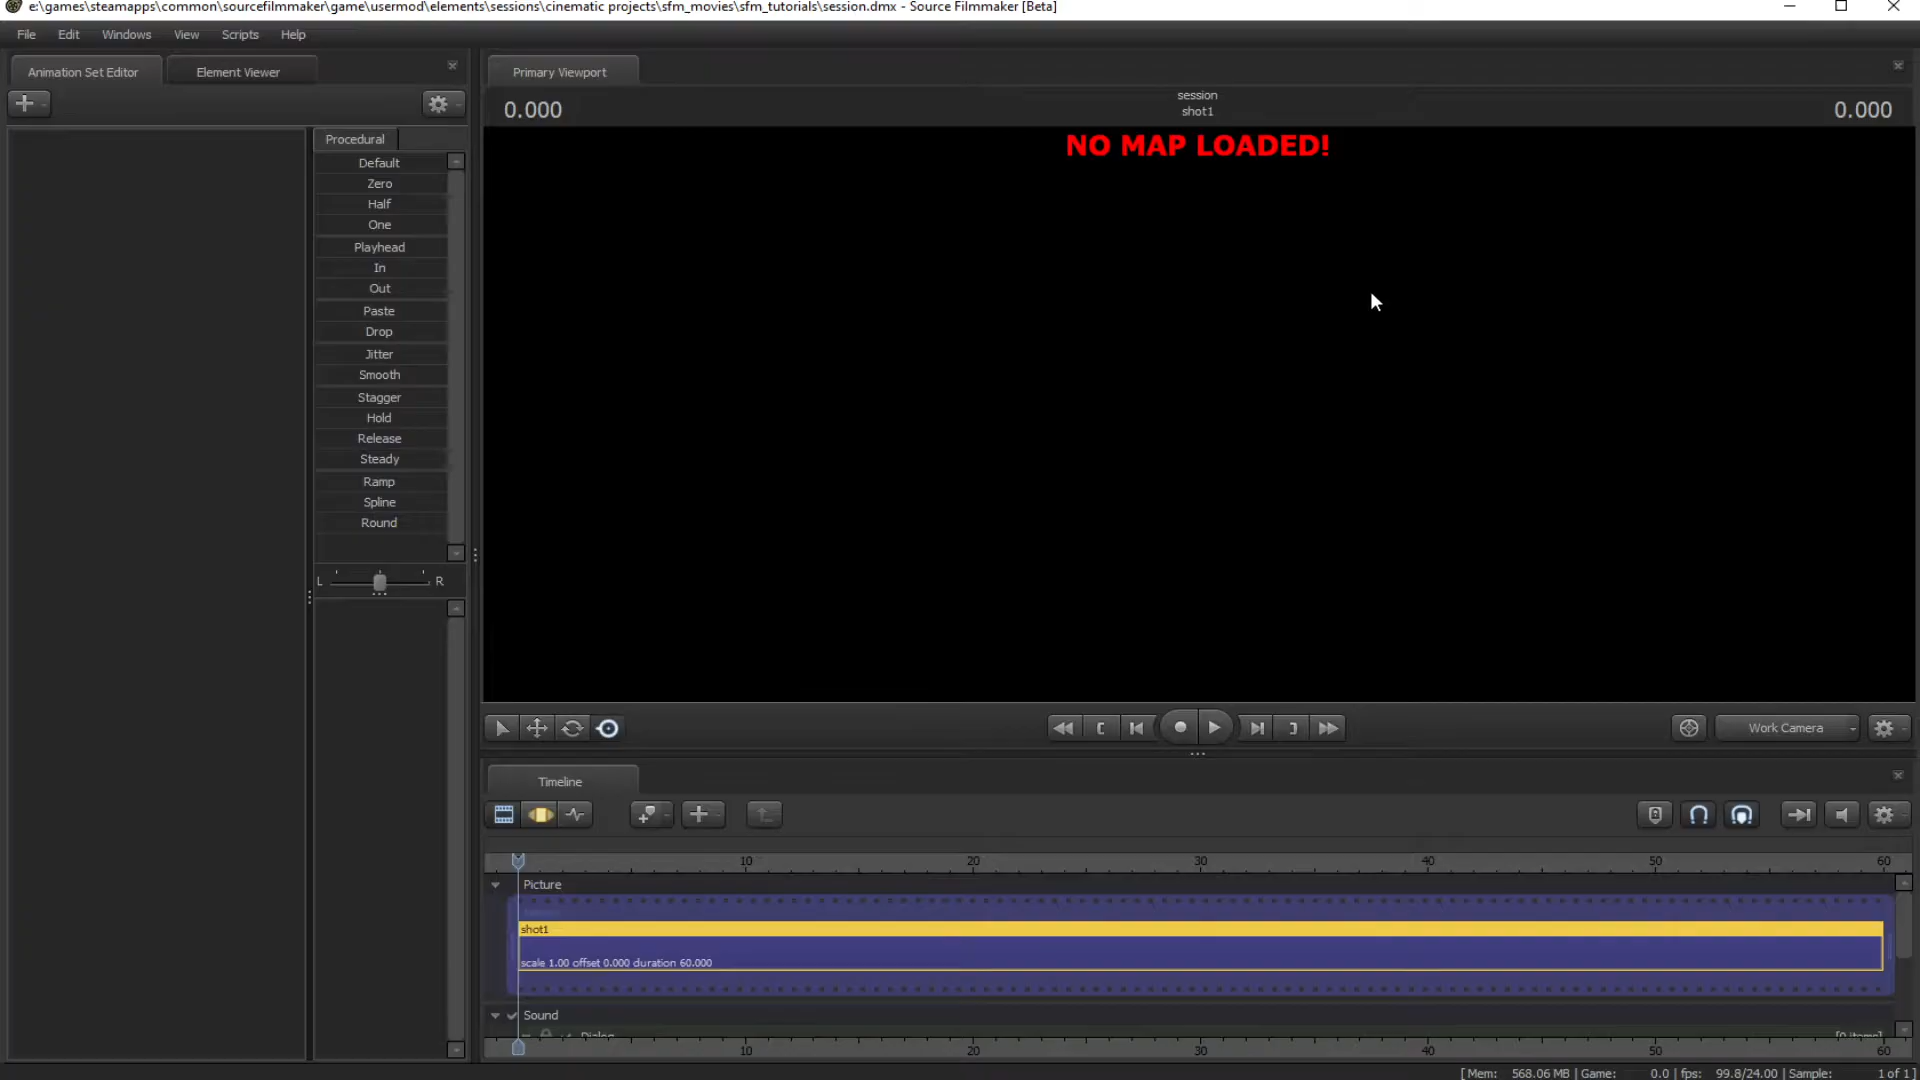 e:\games\steamapps\common\sourcefilmmaker\game\usermod\elements\sessions\cinematic projects\sfm_movies\sfm_tutorials\session.dmx - Source Filmmaker [Beta]
File Edit Windows View Scripts Help
Animation Set Editor Element Viewer
Primary Viewport
0.000
session
shot1
0.000
NO MAP LOADED!
Procedural
Default
Zero
Half
One
Playhead
In
Out
Paste
Drop
Jitter
Smooth
Stagger
Hold
Release
Steady
Ramp
Spline
Round
L R
Work Camera
Timeline
10 20 30 40 50 60
Picture
shot1
scale 1.00 offset 0.000 duration 60.000
Sound
Dialog [0 items]
10 20 30 40 50 60
[ Mem: 568.06 MB | Game: 0.0 | fps: 99.8/24.00 | Sample: 1 of 1 ]